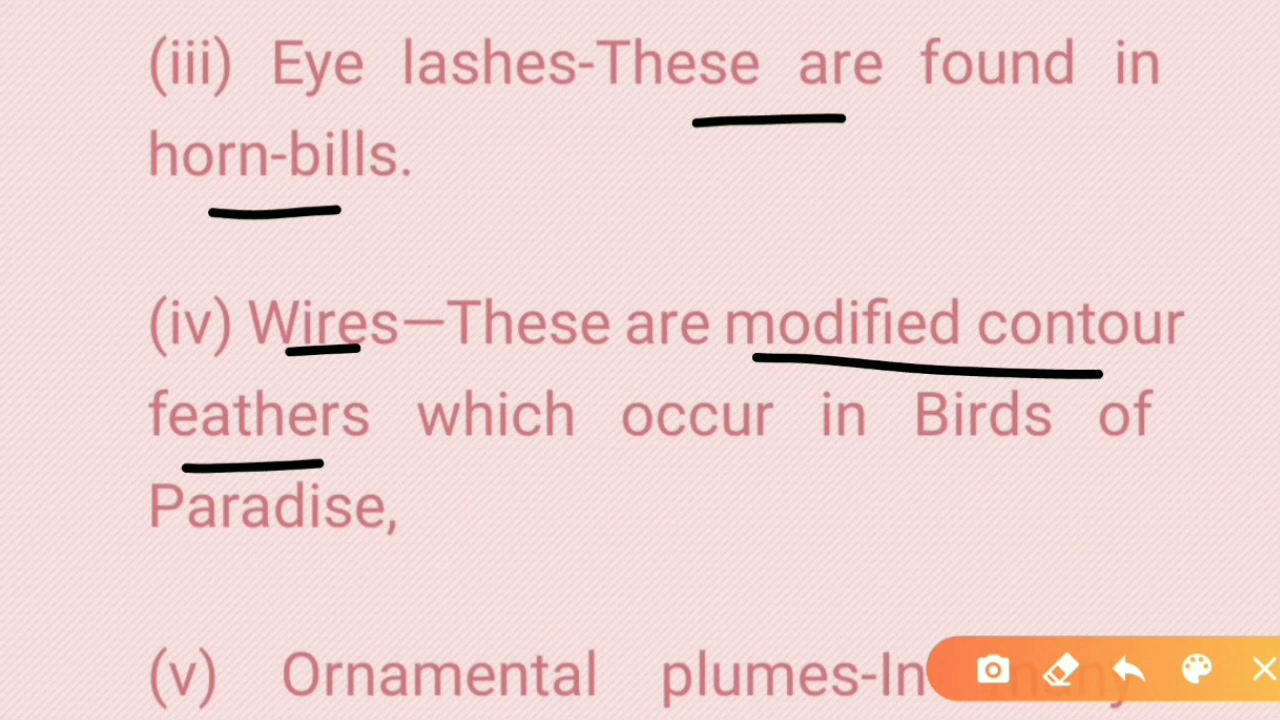 (iii) Eye lashes-These are found in
horn-bills.
(iv) Wires—These are modified contour
feathers which occur in Birds of
Paradise,
(v) Ornamental plumes-In many